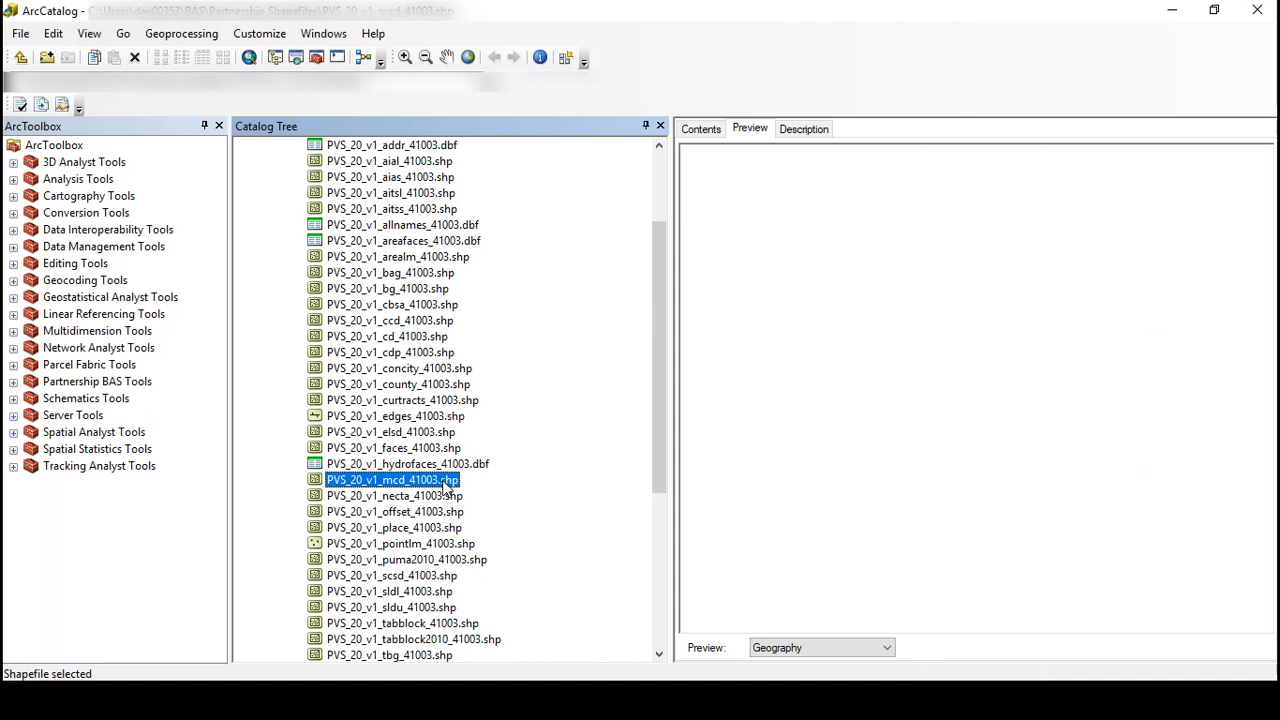 ArcCatalog - C:\Users\dav00353\BAS\Partnership Shapefiles\PVS_20_v1_mcd_41003.shp
File Edit View Go Geoprocessing Customize Windows Help
ArcToolbox
ArcToolbox
3D Analyst Tools
Analysis Tools
Cartography Tools
Conversion Tools
Data Interoperability Tools
Data Management Tools
Editing Tools
Geocoding Tools
Geostatistical Analyst Tools
Linear Referencing Tools
Multidimension Tools
Network Analyst Tools
Parcel Fabric Tools
Partnership BAS Tools
Schematics Tools
Server Tools
Spatial Analyst Tools
Spatial Statistics Tools
Tracking Analyst Tools
Catalog Tree
PVS_20_v1_addr_41003.dbf
PVS_20_v1_aial_41003.shp
PVS_20_v1_aias_41003.shp
PVS_20_v1_aitsl_41003.shp
PVS_20_v1_aitss_41003.shp
PVS_20_v1_allnames_41003.dbf
PVS_20_v1_areafaces_41003.dbf
PVS_20_v1_arealm_41003.shp
PVS_20_v1_bag_41003.shp
PVS_20_v1_bg_41003.shp
PVS_20_v1_cbsa_41003.shp
PVS_20_v1_ccd_41003.shp
PVS_20_v1_cd_41003.shp
PVS_20_v1_cdp_41003.shp
PVS_20_v1_concity_41003.shp
PVS_20_v1_county_41003.shp
PVS_20_v1_curtracts_41003.shp
PVS_20_v1_edges_41003.shp
PVS_20_v1_elsd_41003.shp
PVS_20_v1_faces_41003.shp
PVS_20_v1_hydrofaces_41003.dbf
PVS_20_v1_mcd_41003.shp
PVS_20_v1_necta_41003.shp
PVS_20_v1_offset_41003.shp
PVS_20_v1_place_41003.shp
PVS_20_v1_pointlm_41003.shp
PVS_20_v1_puma2010_41003.shp
PVS_20_v1_scsd_41003.shp
PVS_20_v1_sldl_41003.shp
PVS_20_v1_sldu_41003.shp
PVS_20_v1_tabblock_41003.shp
PVS_20_v1_tabblock2010_41003.shp
PVS_20_v1_tbg_41003.shp
Contents Preview Description
Preview: Geography
Shapefile selected